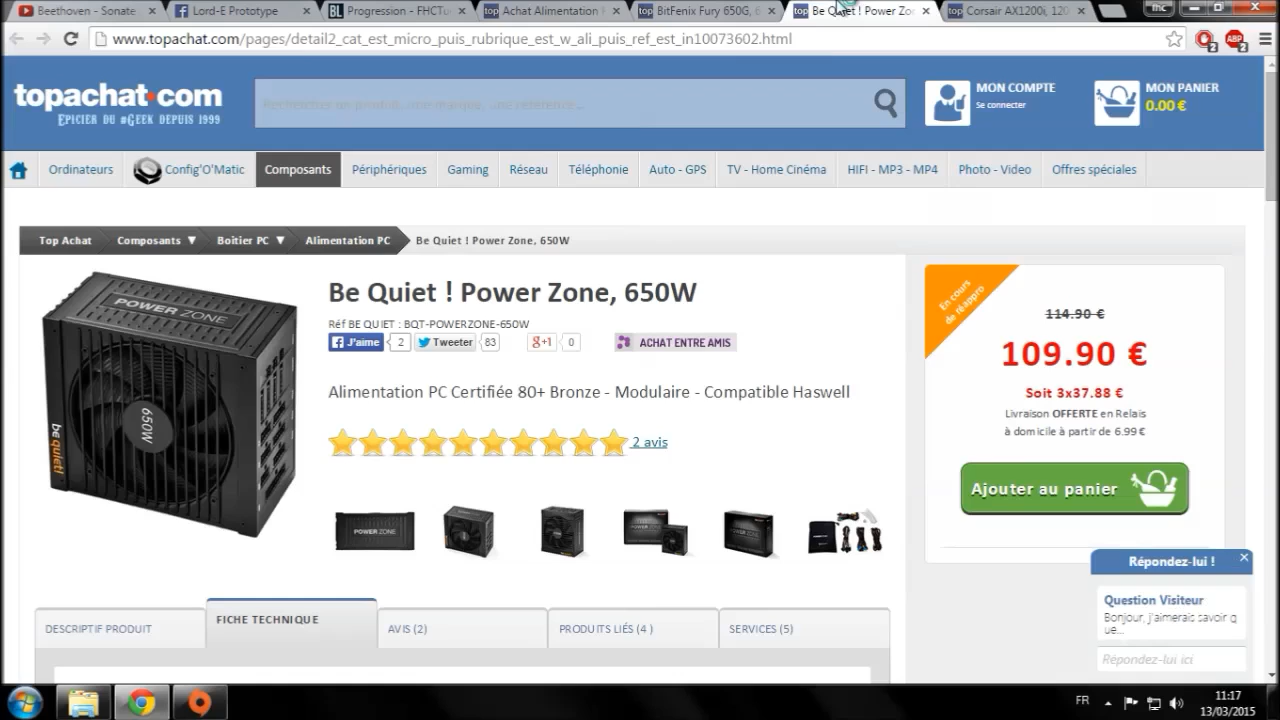 Beethoven - Sonate
Lord-E Prototype
Progression - FHCTu
Achat Alimentation
BitFenix Fury 650G, 6
Be Quiet ! Power Zo
Corsair AX1200i, 120
www.topachat.com/pages/detail2_cat_est_micro_puis_rubrique_est_w_ali_puis_ref_est_in10073602.html
topachat.com
EPICIER DU #GEEK DEPUIS 1999
Rechercher un produit, une marque, une référence...
MON COMPTE
Se connecter
MON PANIER
0.00 €
Ordinateurs
Config'O'Matic
Composants
Périphériques
Gaming
Réseau
Téléphonie
Auto - GPS
TV - Home Cinéma
HIFI - MP3 - MP4
Photo - Video
Offres spéciales
Top Achat
Composants ▼
Boitier PC ▼
Alimentation PC
Be Quiet ! Power Zone, 650W
POWER ZONE
650W
be quiet!
Be Quiet ! Power Zone, 650W
Réf BE QUIET : BQT-POWERZONE-650W
J'aime 2
Tweeter 83
g+1 0
ACHAT ENTRE AMIS
Alimentation PC Certifiée 80+ Bronze - Modulaire - Compatible Haswell
2 avis
POWER ZONE
En cours
de réappro
114.90 €
109.90 €
Soit 3x37.88 €
Livraison OFFERTE en Relais
à domicile à partir de 6.99 €
Ajouter au panier
Répondez-lui !
Question Visiteur
Bonjour, j'aimerais savoir q
ue...
Répondez-lui ici
DESCRIPTIF PRODUIT
FICHE TECHNIQUE
AVIS (2)
PRODUITS LIÉS (4 )
SERVICES (5)
FR
11:17
13/03/2015